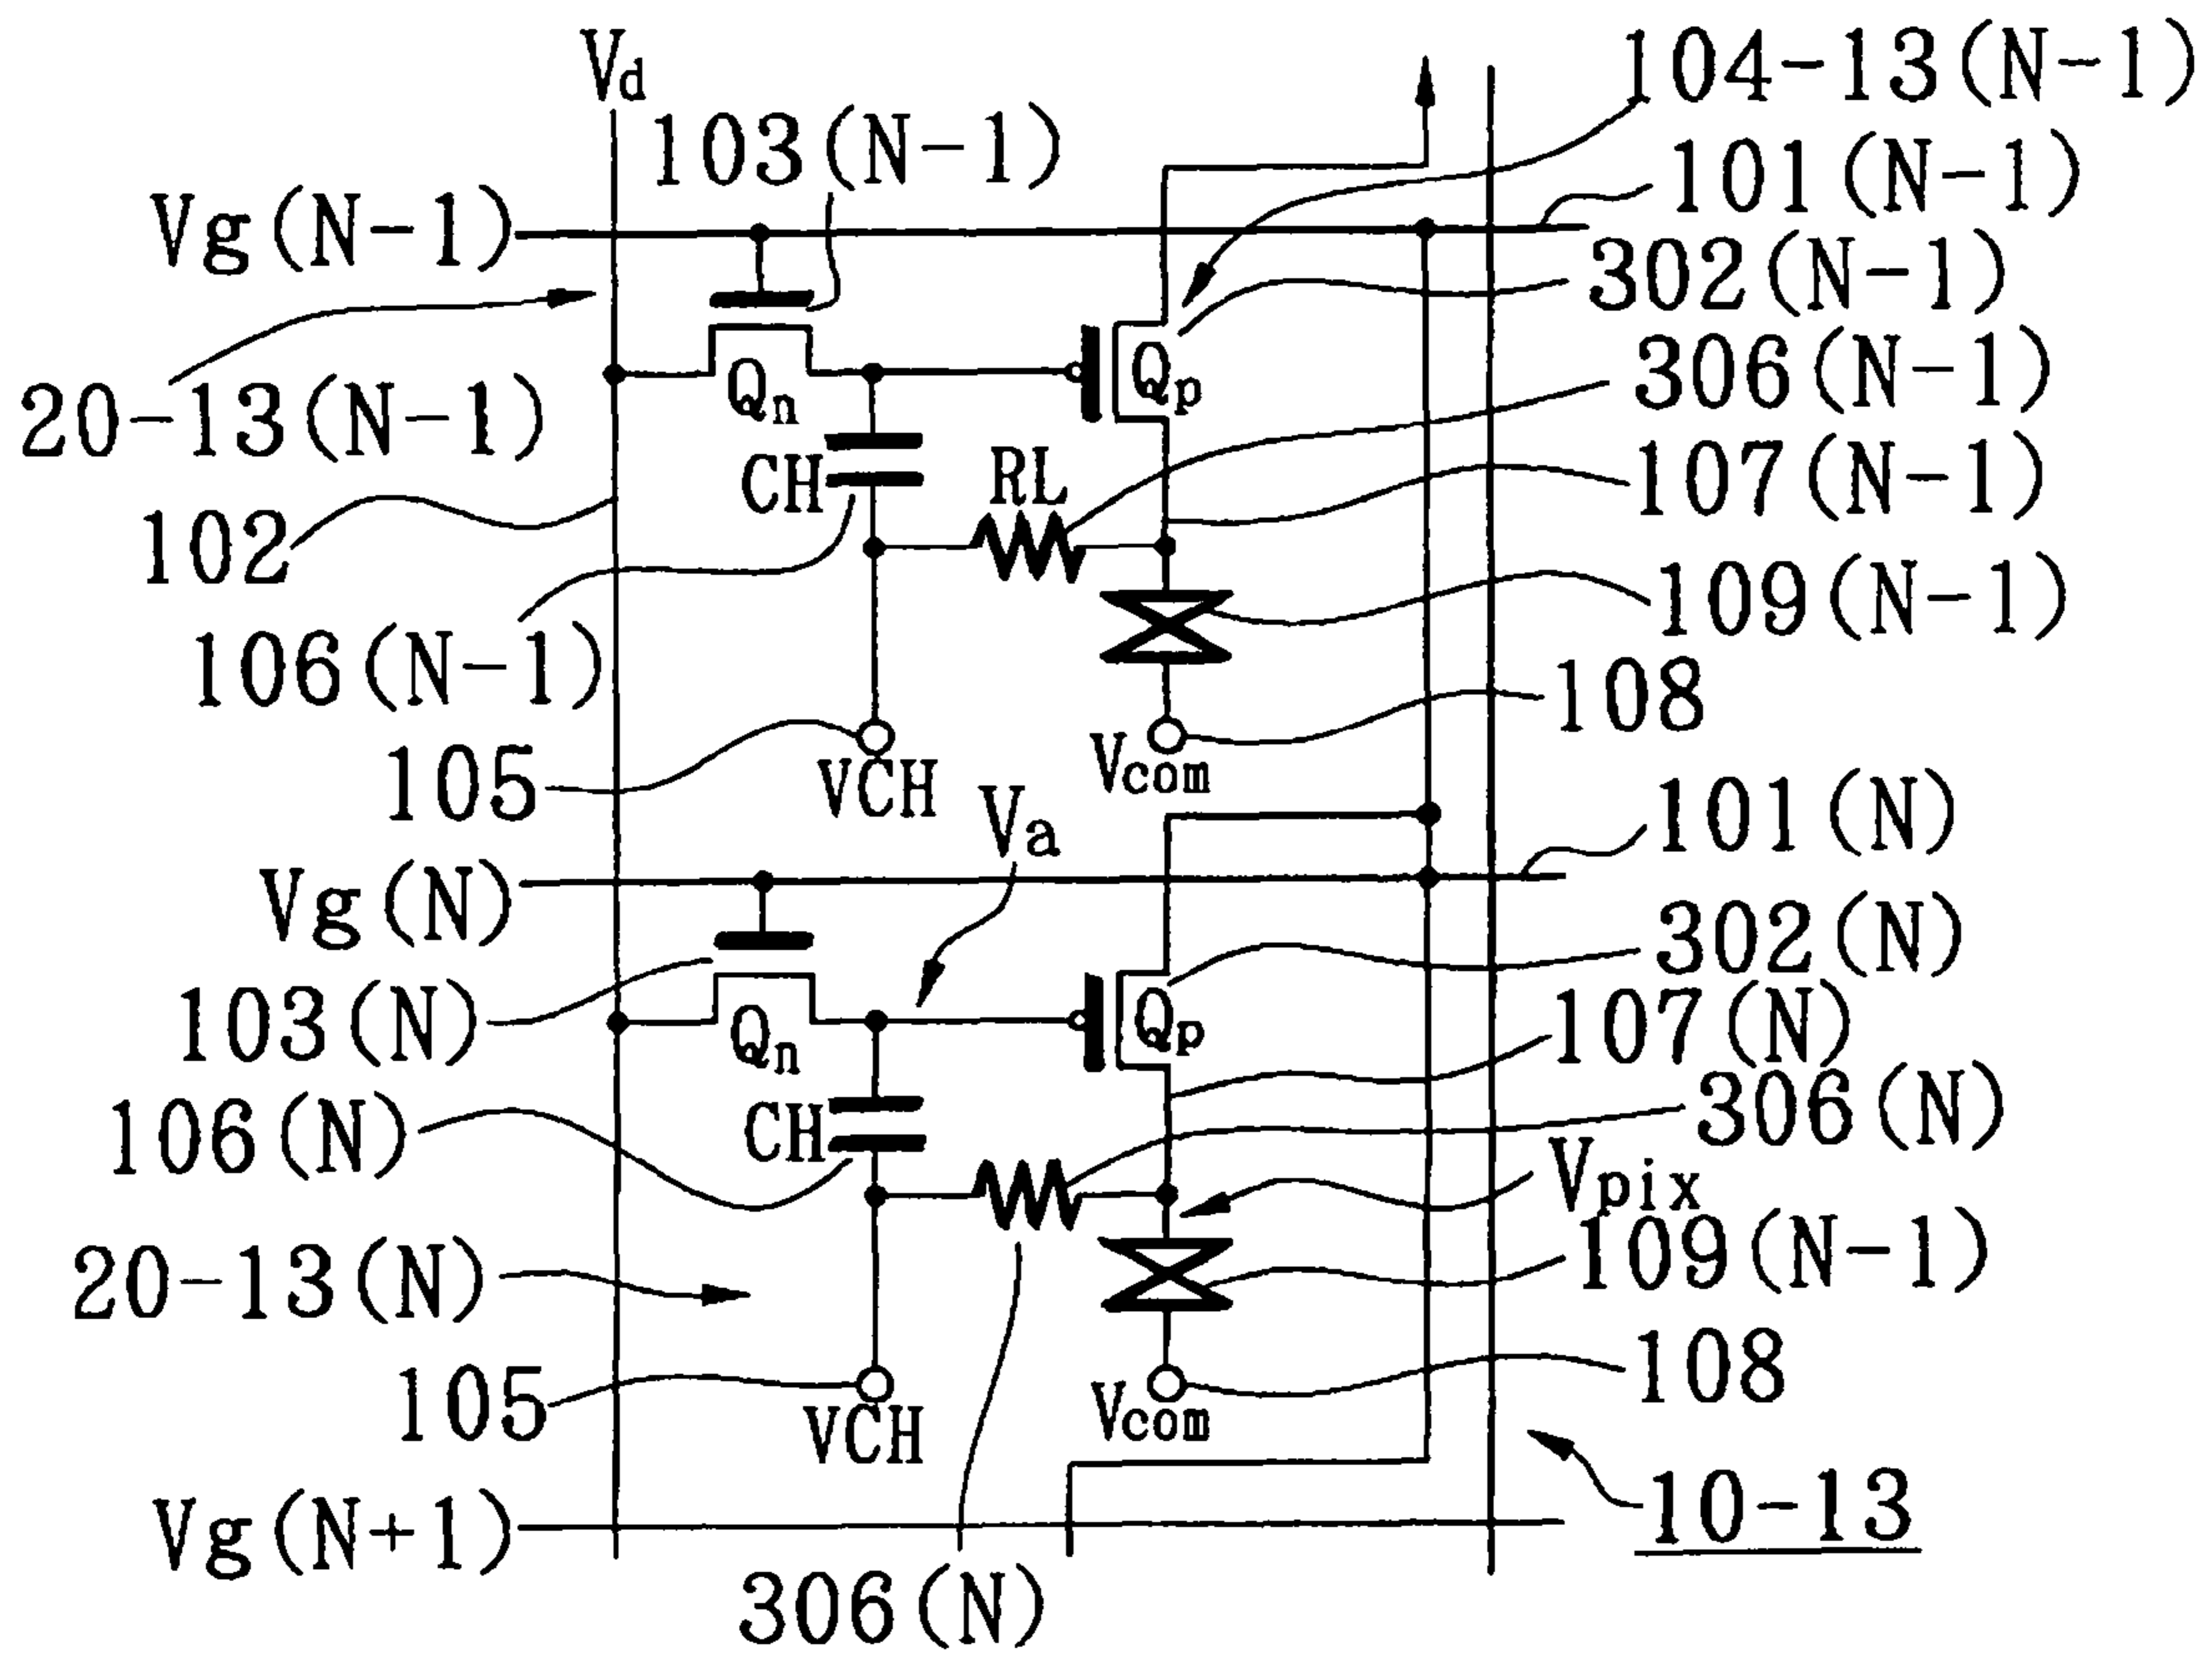 Vd
104-13(N-1)
103(N-1)
101(N-1)
Vg(N-1)
302(N-1)
306(N-1)
Qn
Qp
20-13(N-1)
CH
RL
107(N-1)
102
109(N-1)
106(N-1)
108
105
VCH
Vcom
Va
101(N)
Vg(N)
302(N)
103(N)
Qn
Qp
107(N)
106(N)
CH
306(N)
Vpix
20-13(N)
109(N-1)
105
VCH
Vcom
108
Vg(N+1)
10-13
306(N)